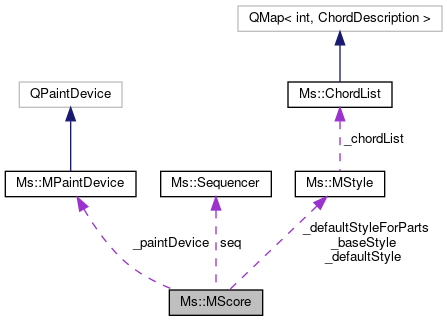 QMap< int, ChordDescription >
QPaintDevice
Ms::ChordList
_chordList
Ms::MPaintDevice
Ms::Sequencer
Ms::MStyle
_paintDevice
seq
_defaultStyleForParts
_baseStyle
_defaultStyle
Ms::MScore